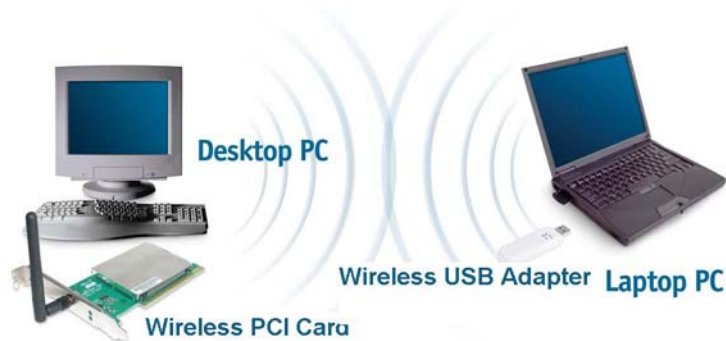 Desktop PC
Wireless USB Adapter
Laptop PC
Wireless PCI Card